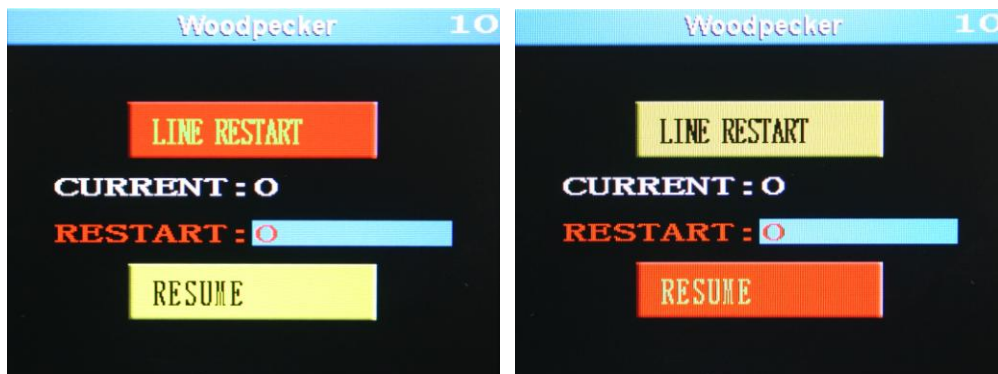 Woodpecker 10
LINE RESTART
CURRENT:0
RESTART:0
RESUME
Woodpecker 10
LINE RESTART
CURRENT:0
RESTART:0
RESUME